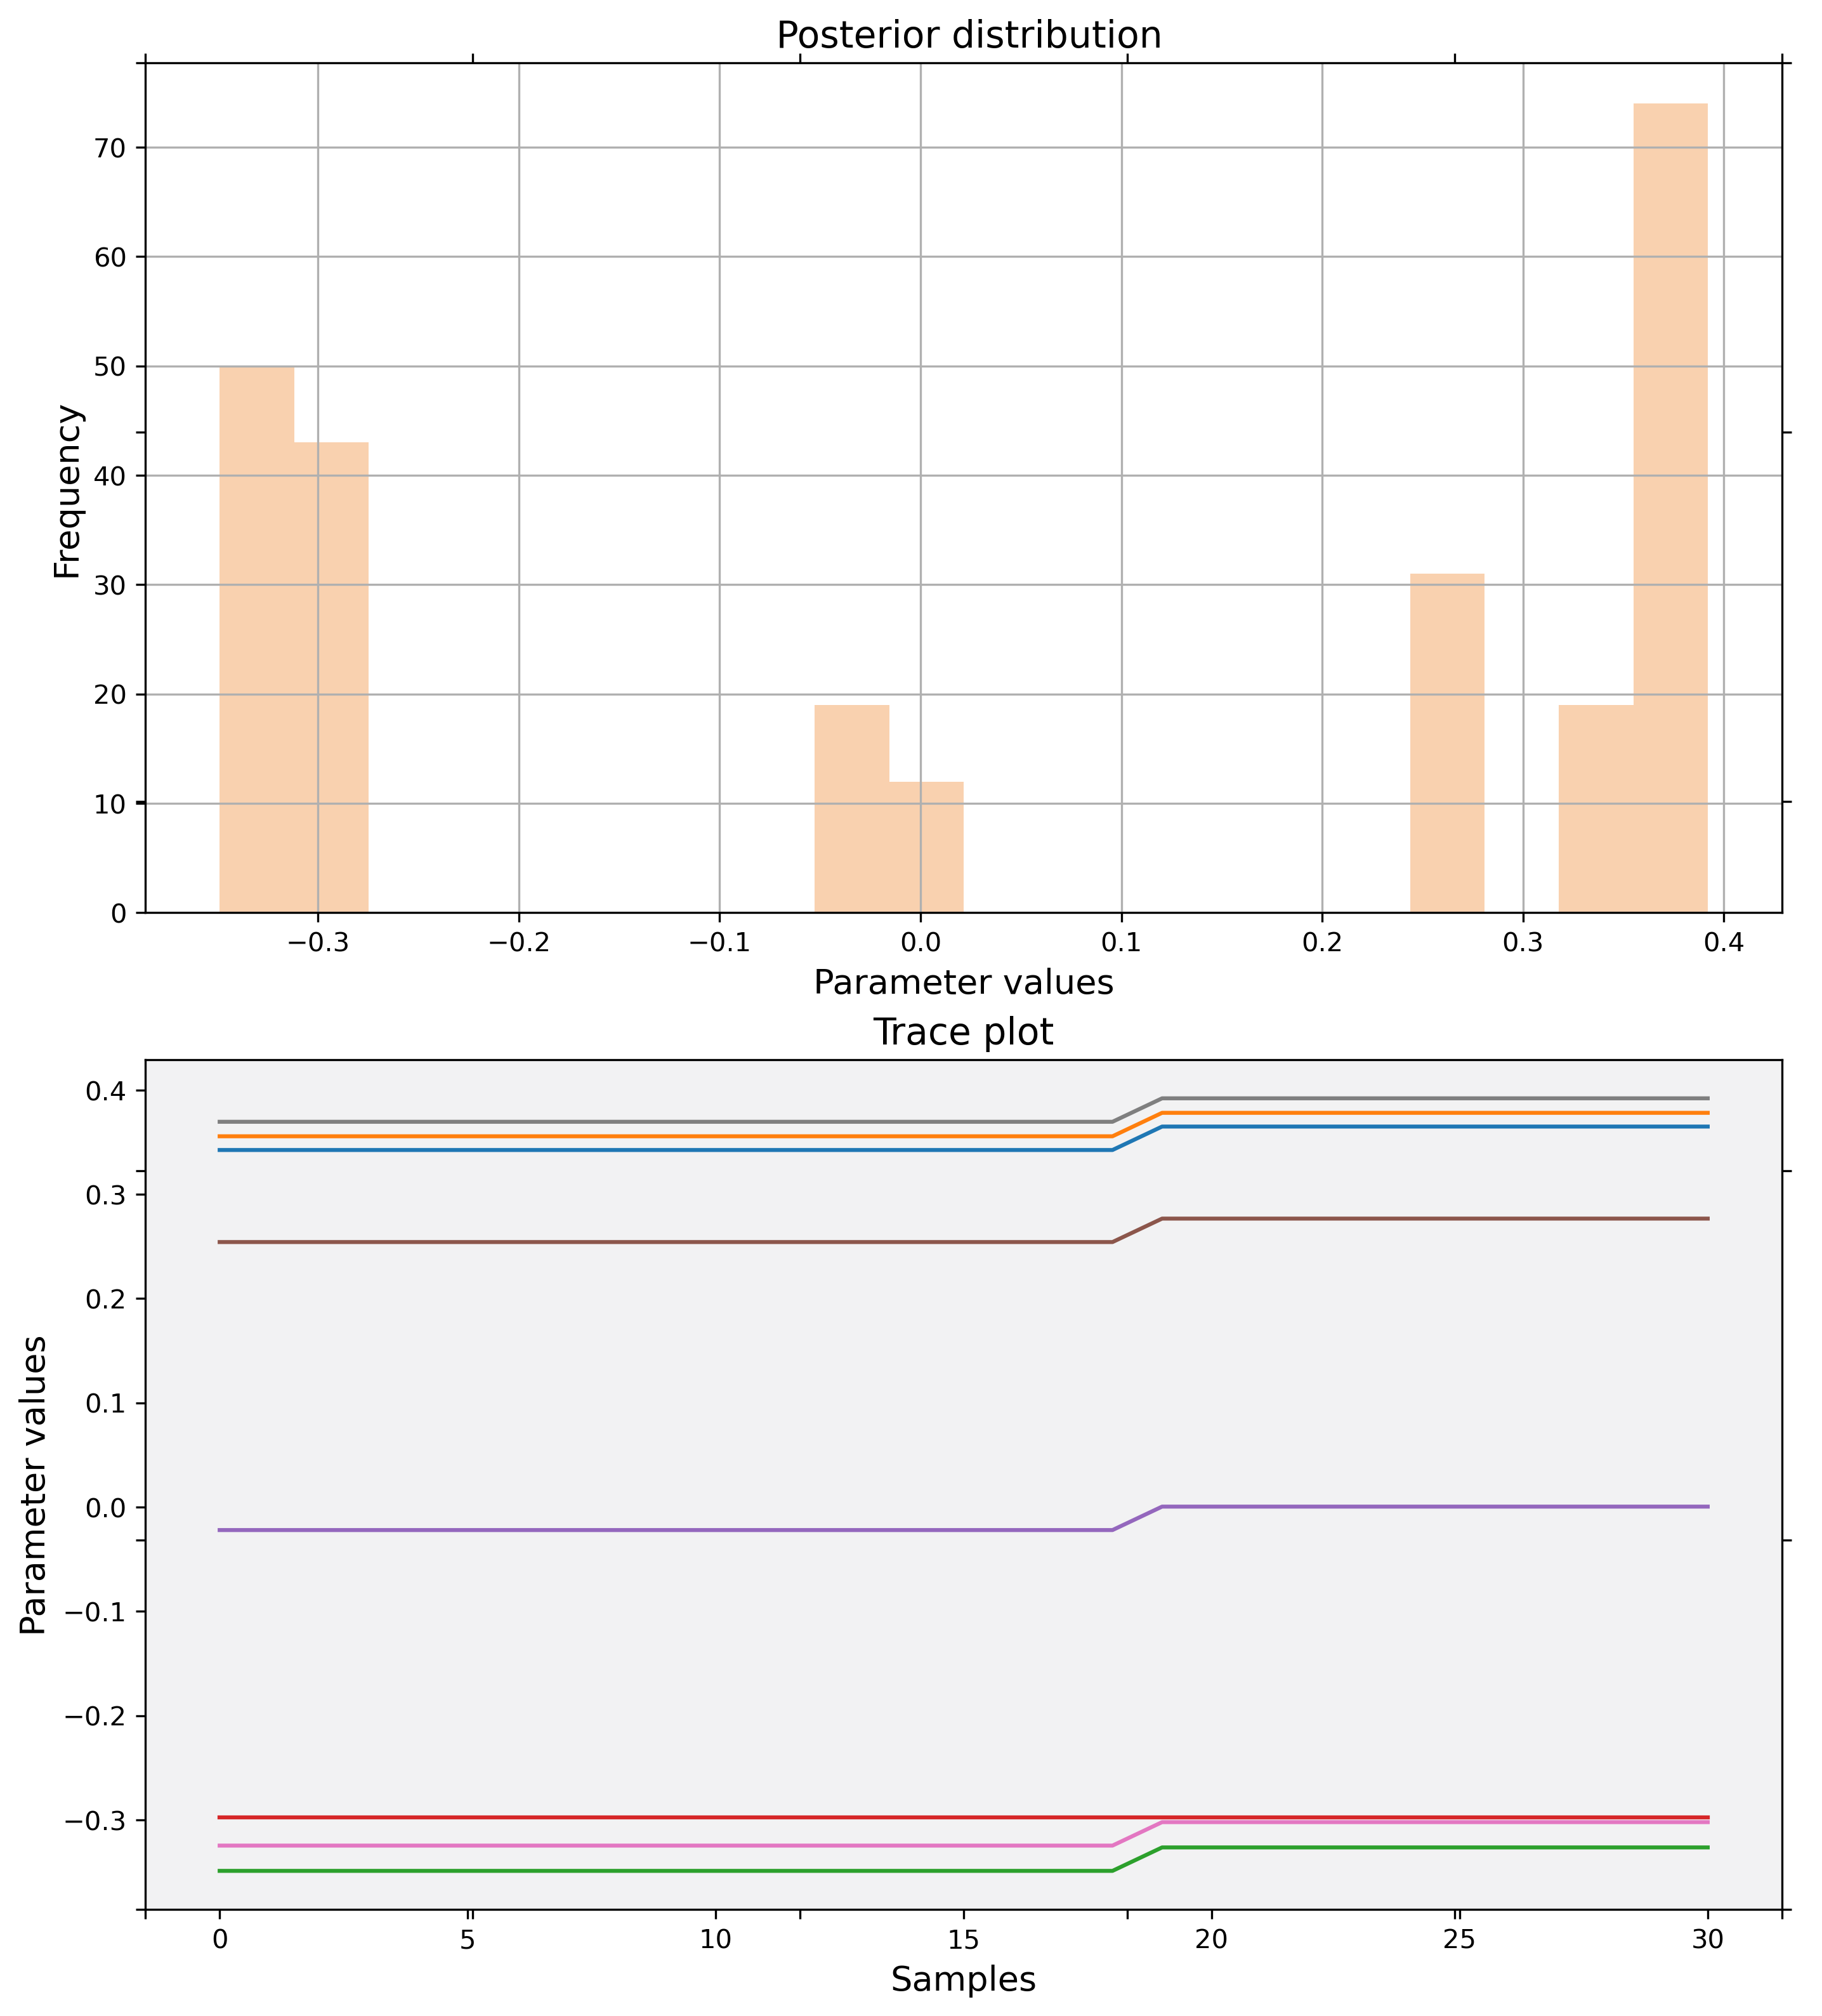 Posterior distribution
70
60
50
40
30
20
10
0
Frequency
−0.3 −0.2 −0.1 0.0 0.1 0.2 0.3 0.4
Parameter values
Trace plot
0.4
0.3
0.2
0.1
0.0
−0.1
−0.2
−0.3
Parameter values
0 5 10 15 20 25 30
Samples